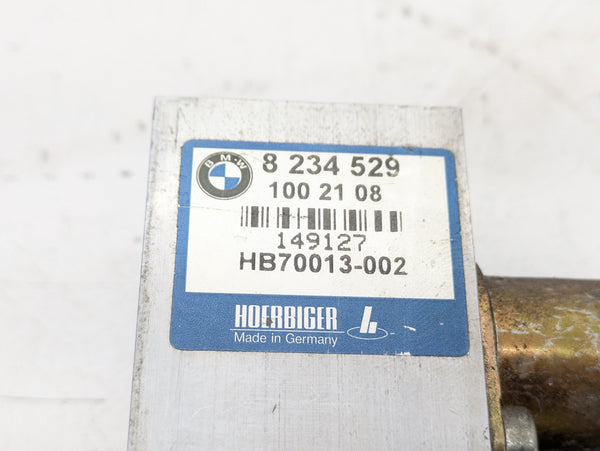 BMW
8 234 529
100 21 08
149127
HB70013-002
HOERBIGER
Made in Germany